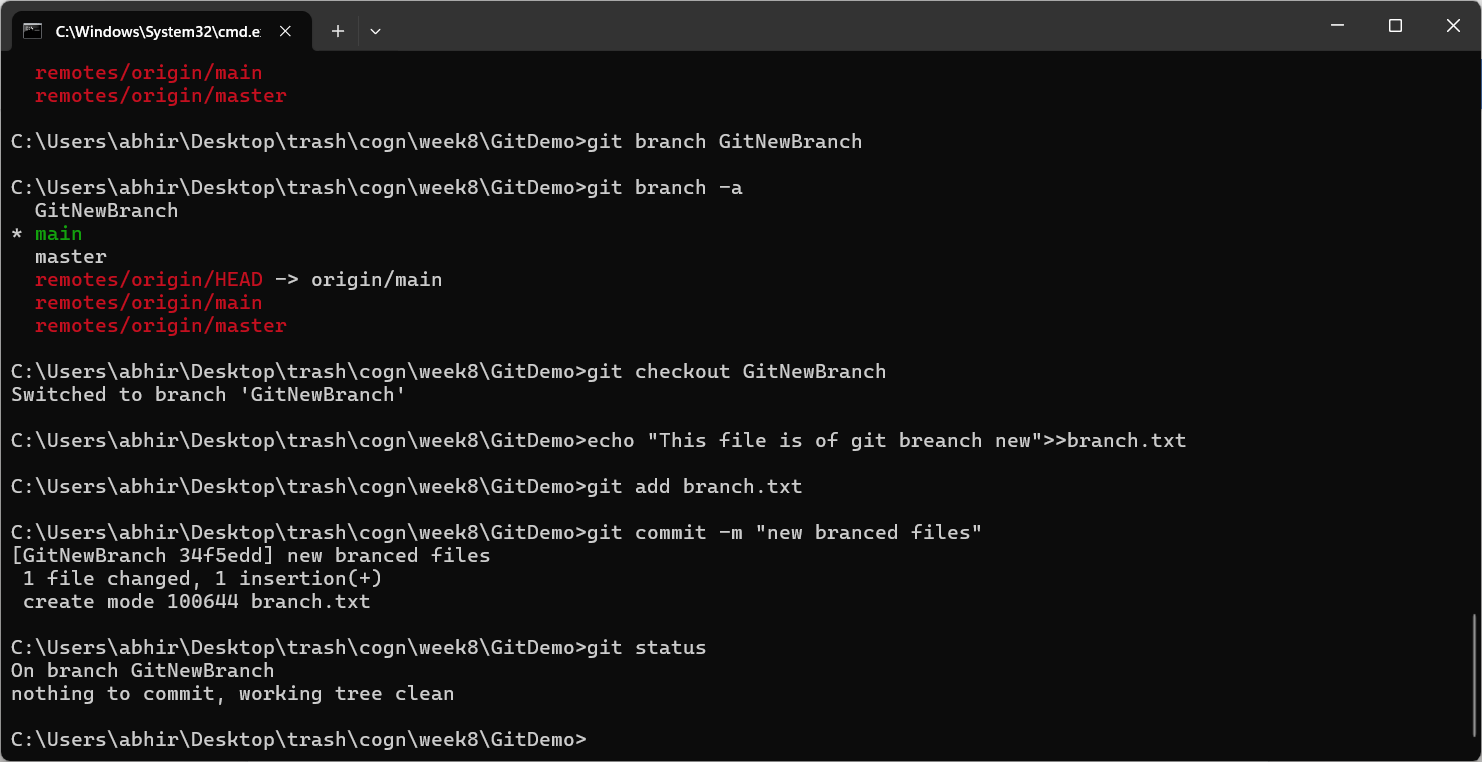 C:\Windows\System32\cmd.e
remotes/origin/main
remotes/origin/master
C:\Users\abhir\Desktop\trash\cogn\week8\GitDemo>git branch GitNewBranch
C:\Users\abhir\Desktop\trash\cogn\week8\GitDemo>git branch -a
GitNewBranch
* main
master
remotes/origin/HEAD -> origin/main
remotes/origin/main
remotes/origin/master
C:\Users\abhir\Desktop\trash\cogn\week8\GitDemo>git checkout GitNewBranch
Switched to branch 'GitNewBranch'
C:\Users\abhir\Desktop\trash\cogn\week8\GitDemo>echo "This file is of git breanch new">>branch.txt
C:\Users\abhir\Desktop\trash\cogn\week8\GitDemo>git add branch.txt
C:\Users\abhir\Desktop\trash\cogn\week8\GitDemo>git commit -m "new branced files"
[GitNewBranch 34f5edd] new branced files
1 file changed, 1 insertion(+)
create mode 100644 branch.txt
C:\Users\abhir\Desktop\trash\cogn\week8\GitDemo>git status
On branch GitNewBranch
nothing to commit, working tree clean
C:\Users\abhir\Desktop\trash\cogn\week8\GitDemo>